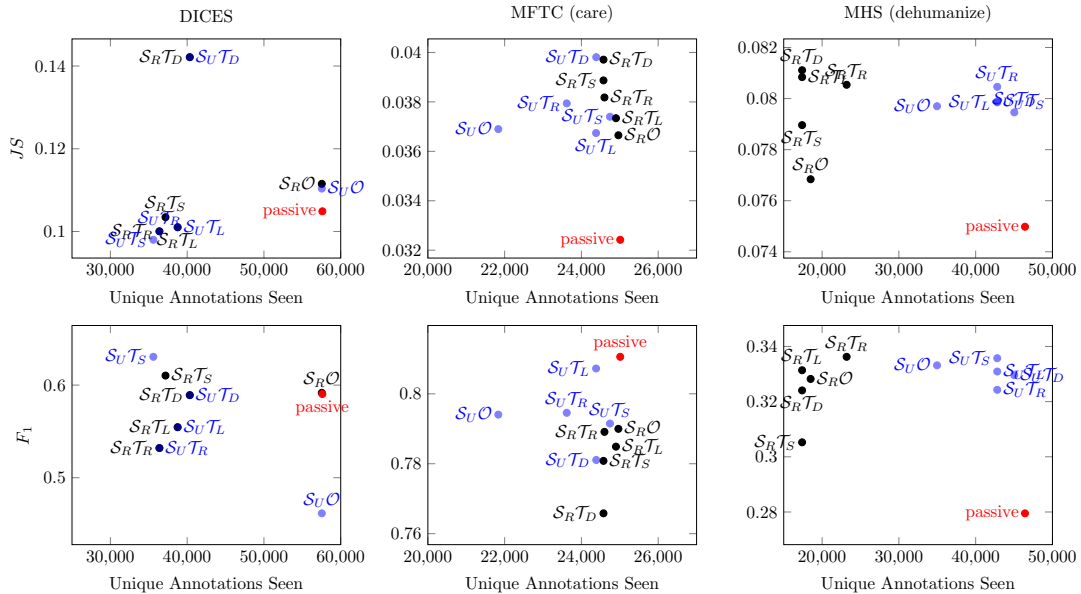 DICES
MFTC (care)
MHS (dehumanize)
JS
0.14
0.12
0.1
S_R T_D
S_U T_D
S_R O
S_U O
passive
S_R T_S
S_U T_R
S_U T_L
S_R T_R
S_U T_S
S_R T_L
30,000 40,000 50,000 60,000
Unique Annotations Seen
0.04
0.038
0.036
0.034
0.032
S_U T_D
S_R T_D
S_R T_S
S_U T_R
S_R T_R
S_U T_S
S_R T_L
S_U O
S_R O
S_U T_L
passive
20,000 22,000 24,000 26,000
Unique Annotations Seen
0.082
0.08
0.078
0.076
0.074
S_R T_D
S_R T_L
S_R T_R
S_U T_R
S_U O
S_U T_L
S_U T_D
S_U T_S
S_R T_S
S_R O
passive
20,000 30,000 40,000 50,000
Unique Annotations Seen
F_1
0.6
0.5
S_U T_S
S_R T_S
S_R O
S_R T_D
S_U T_D
passive
S_R T_L
S_U T_L
S_R T_R
S_U T_R
S_U O
30,000 40,000 50,000 60,000
Unique Annotations Seen
0.8
0.78
0.76
passive
S_U T_L
S_U T_R
S_U O
S_U T_S
S_R T_R
S_R O
S_R T_L
S_U T_D
S_R T_S
S_R T_D
20,000 22,000 24,000 26,000
Unique Annotations Seen
0.34
0.32
0.3
0.28
S_R T_R
S_R T_L
S_U T_S
S_U O
S_R O
S_U T_L
S_U T_D
S_R T_D
S_U T_R
S_R T_S
passive
20,000 30,000 40,000 50,000
Unique Annotations Seen